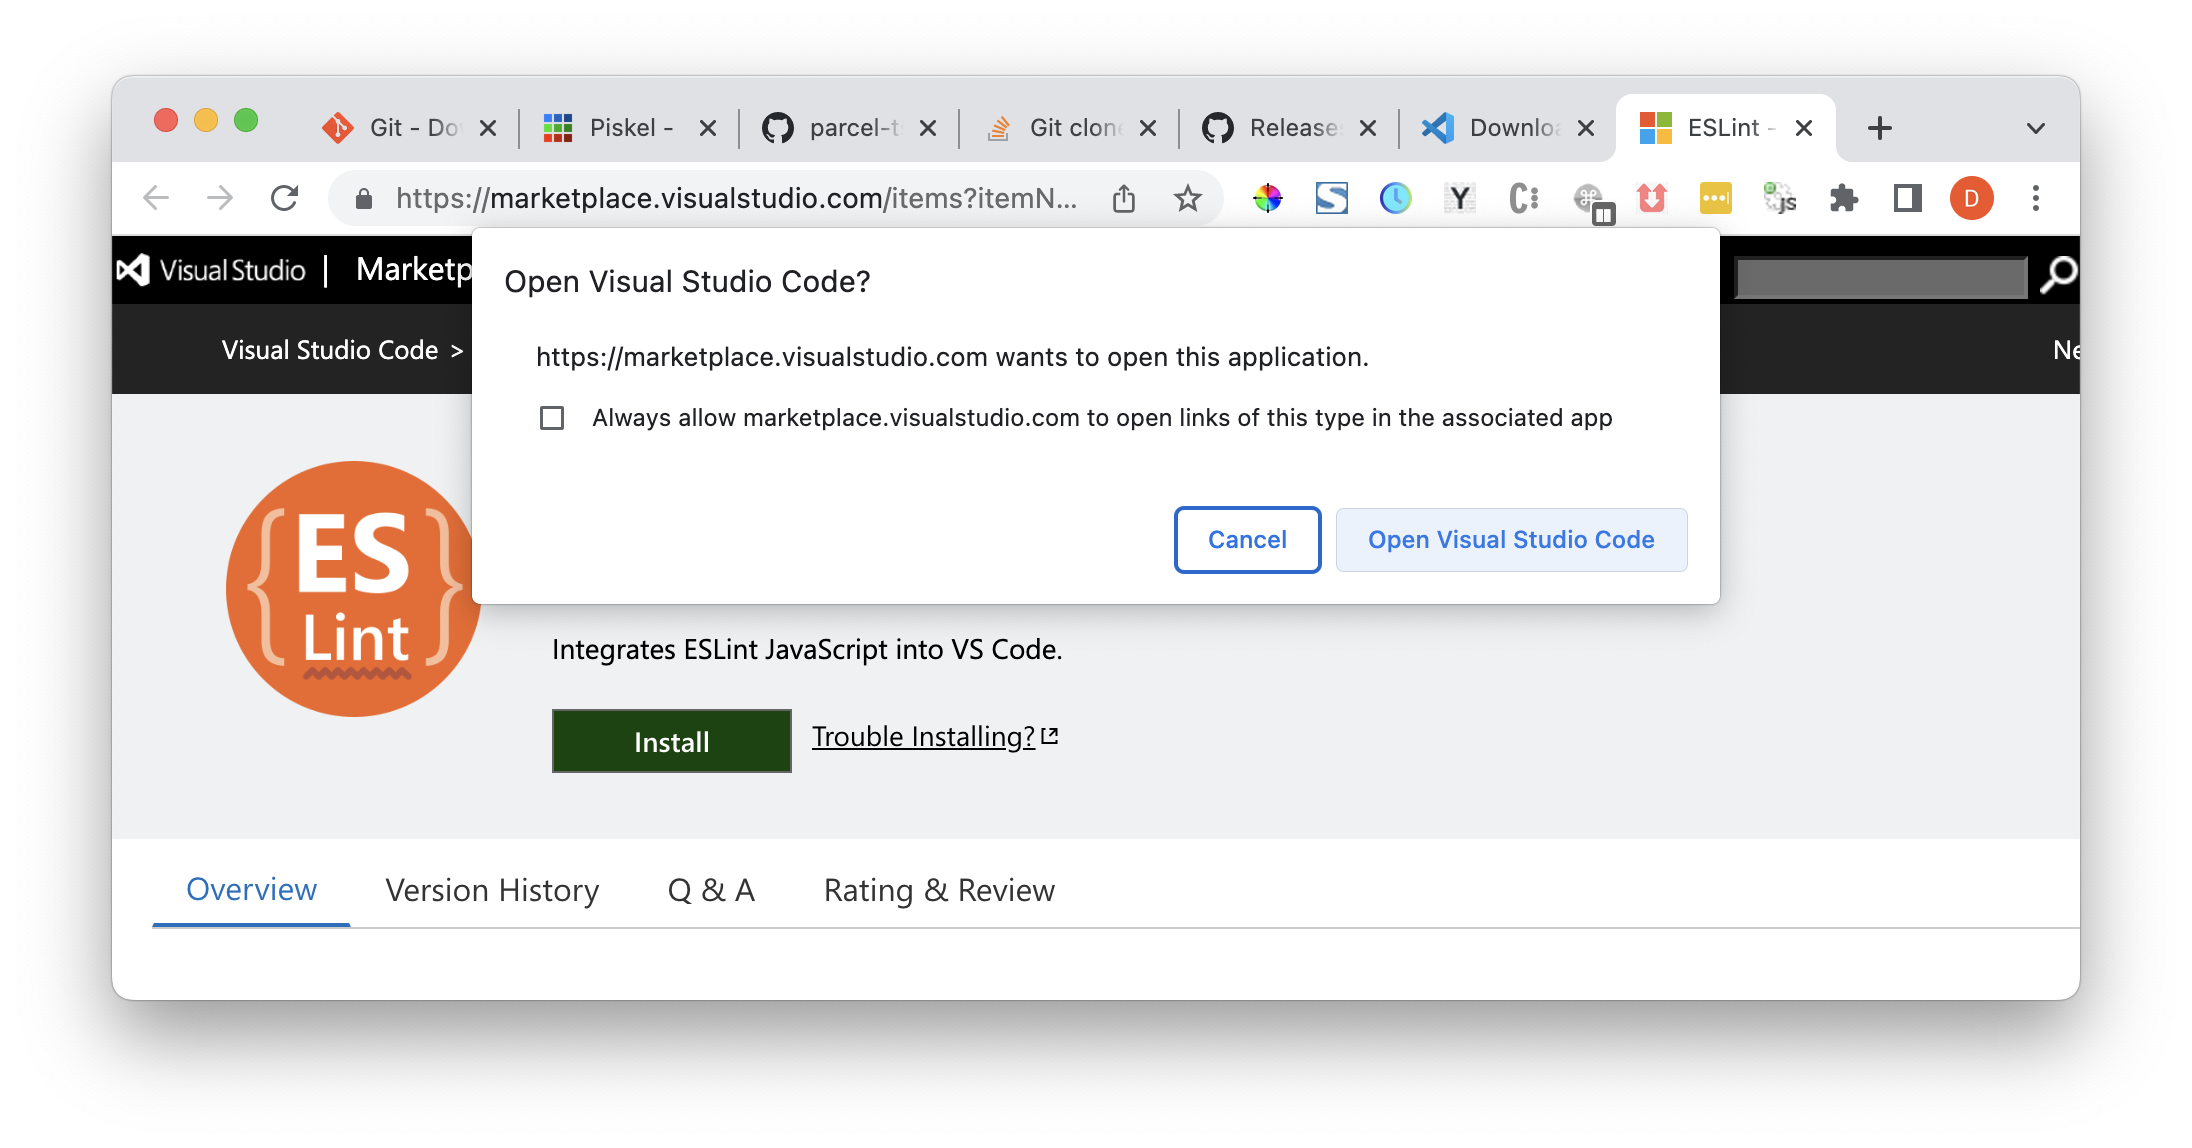 Git - Do
Piskel -
parcel-t
Git clon
Release
Downlo
ESLint -
https://marketplace.visualstudio.com/items?itemN...
Y
C
js
D
Visual Studio | Marketp
Visual Studio Code >
Ne
Open Visual Studio Code?
https://marketplace.visualstudio.com wants to open this application.
Always allow marketplace.visualstudio.com to open links of this type in the associated app
Cancel
Open Visual Studio Code
{ES
Lint}
Integrates ESLint JavaScript into VS Code.
Install
Trouble Installing?
Overview
Version History
Q & A
Rating & Review